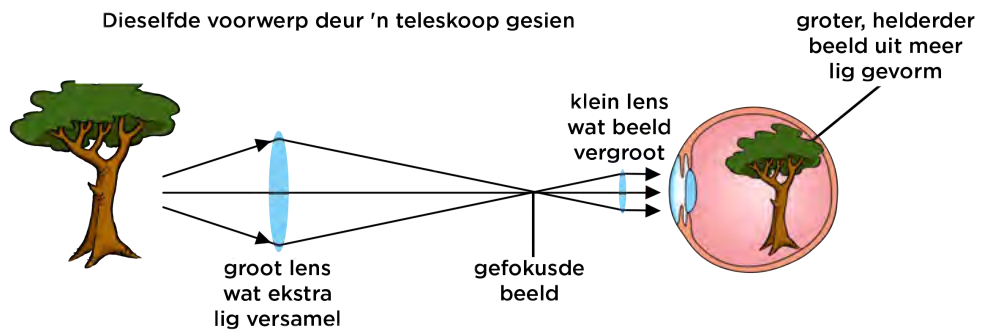 Dieselfde voorwerp deur 'n teleskoop gesien
groter, helderder
beeld uit meer
lig gevorm
klein lens
wat beeld
vergroot
groot lens
wat ekstra
lig versamel
gefokusde
beeld